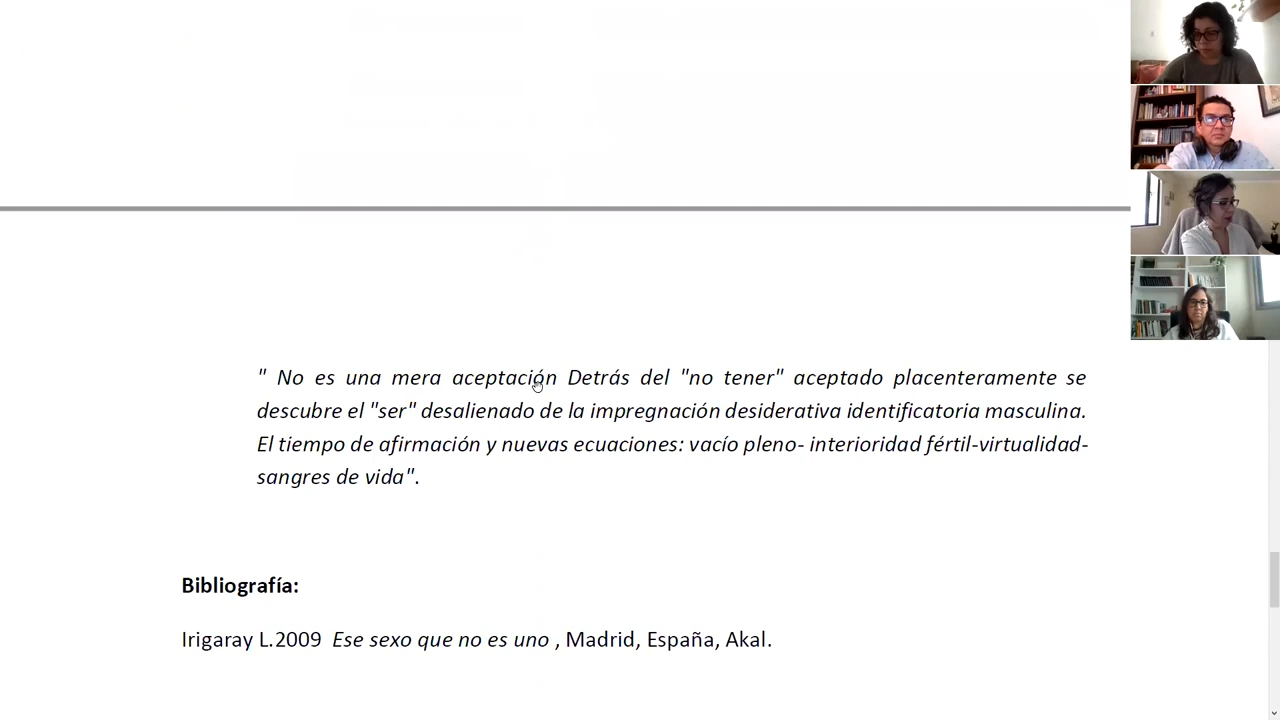 " No es una mera aceptación Detrás del "no tener" aceptado placenteramente se
descubre el "ser" desalienado de la impregnación desiderativa identificatoria masculina.
El tiempo de afirmación y nuevas ecuaciones: vacío pleno- interioridad fértil-virtualidad-
sangres de vida".
Bibliografía:
Irigaray L.2009 Ese sexo que no es uno , Madrid, España, Akal.